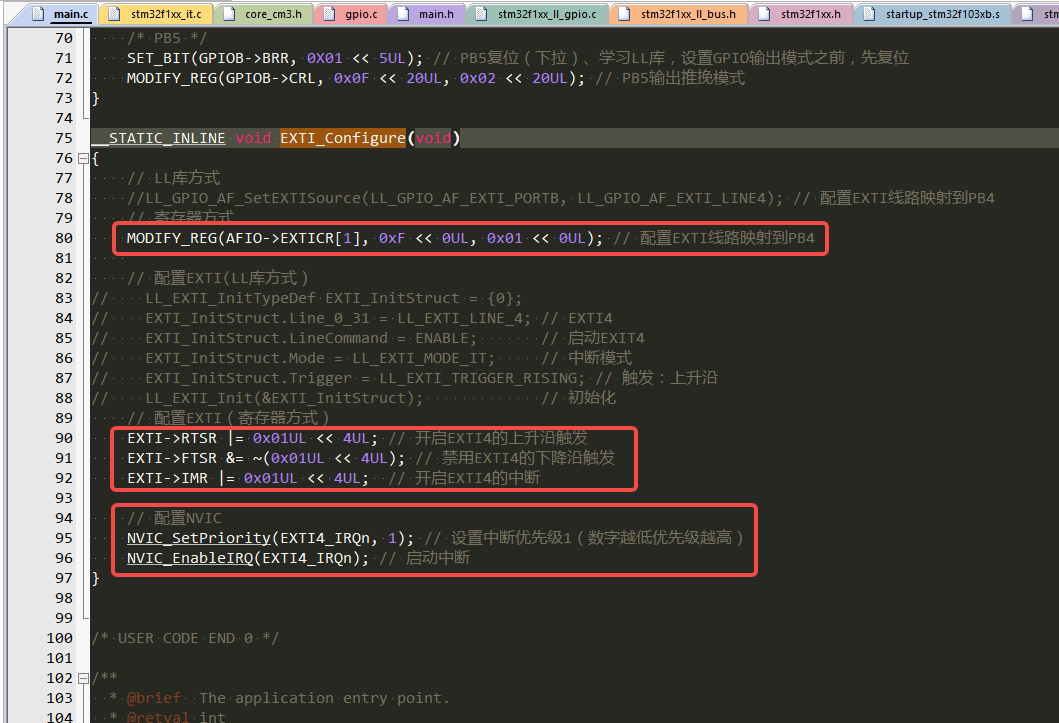 main.c stm32f1xx_it.c core_cm3.h gpio.c main.h stm32f1xx_ll_gpio.c stm32f1xx_ll_bus.h stm32f1xx.h startup_stm32f103xb.s stm
70 /* PB5 */
71 SET_BIT(GPIOB->BRR, 0X01 << 5UL); // PB5复位（下拉）、学习LL库，设置GPIO输出模式之前，先复位
72 MODIFY_REG(GPIOB->CRL, 0x0F << 20UL, 0x02 << 20UL); // PB5输出推挽模式
73 }
74
75 __STATIC_INLINE void EXTI_Configure(void)
76 {
77 // LL库方式
78 //LL_GPIO_AF_SetEXTISource(LL_GPIO_AF_EXTI_PORTB, LL_GPIO_AF_EXTI_LINE4); // 配置EXTI线路映射到PB4
79 // 寄存器方式
80 MODIFY_REG(AFIO->EXTICR[1], 0xF << 0UL, 0x01 << 0UL); // 配置EXTI线路映射到PB4
81
82 // 配置EXTI(LL库方式）
83 // LL_EXTI_InitTypeDef EXTI_InitStruct = {0};
84 // EXTI_InitStruct.Line_0_31 = LL_EXTI_LINE_4; // EXTI4
85 // EXTI_InitStruct.LineCommand = ENABLE; // 启动EXIT4
86 // EXTI_InitStruct.Mode = LL_EXTI_MODE_IT; // 中断模式
87 // EXTI_InitStruct.Trigger = LL_EXTI_TRIGGER_RISING; // 触发：上升沿
88 // LL_EXTI_Init(&EXTI_InitStruct); // 初始化
89 // 配置EXTI（寄存器方式）
90 EXTI->RTSR |= 0x01UL << 4UL; // 开启EXTI4的上升沿触发
91 EXTI->FTSR &= ~(0x01UL << 4UL); // 禁用EXTI4的下降沿触发
92 EXTI->IMR |= 0x01UL << 4UL; // 开启EXTI4的中断
93
94 // 配置NVIC
95 NVIC_SetPriority(EXTI4_IRQn, 1); // 设置中断优先级1（数字越低优先级越高）
96 NVIC_EnableIRQ(EXTI4_IRQn); // 启动中断
97 }
98
99
100 /* USER CODE END 0 */
101
102 /**
103 * @brief The application entry point.
104 * @retval int